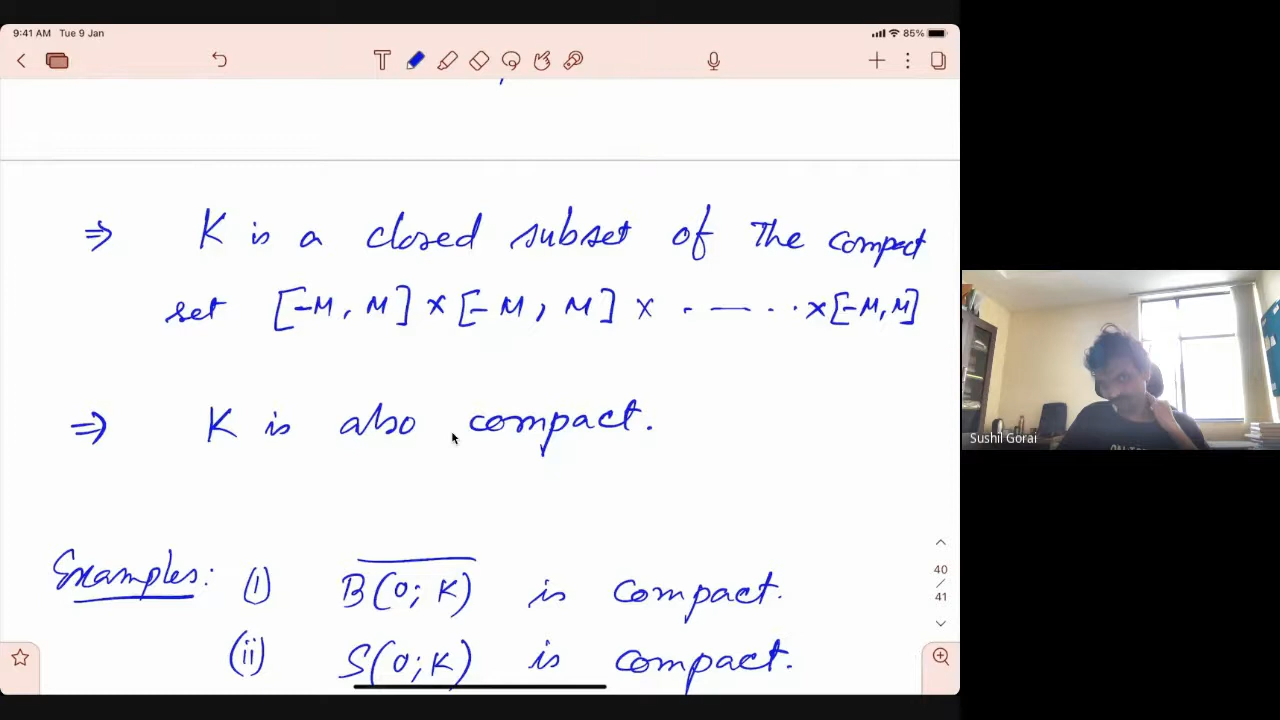 9:41 AM Tue 9 Jan
85%
T
⇒ K is a closed subset of the compact
set [-M, M] × [-M, M] × · — · · · × [-M, M]
⇒ K is also compact.
Examples: (i) \overline{B(0; K)} is compact.
(ii) S(0; K) is compact.
40
/
41
Sushil Gorai